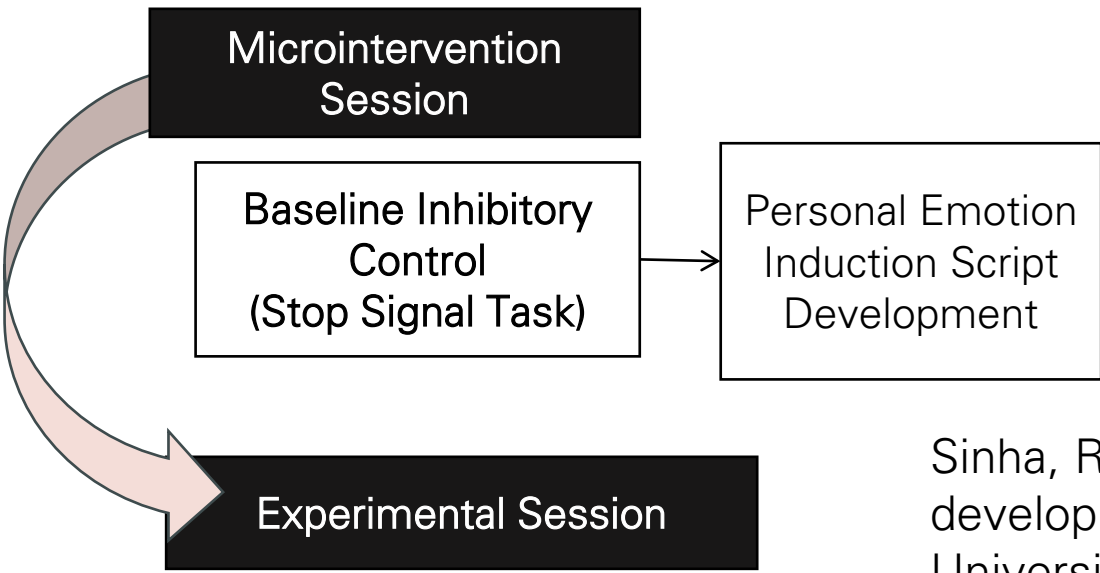 Microintervention
Session
Baseline Inhibitory
Control
(Stop Signal Task)
Personal Emotion
Induction Script
Development
Experimental Session
Sinha, R
develop